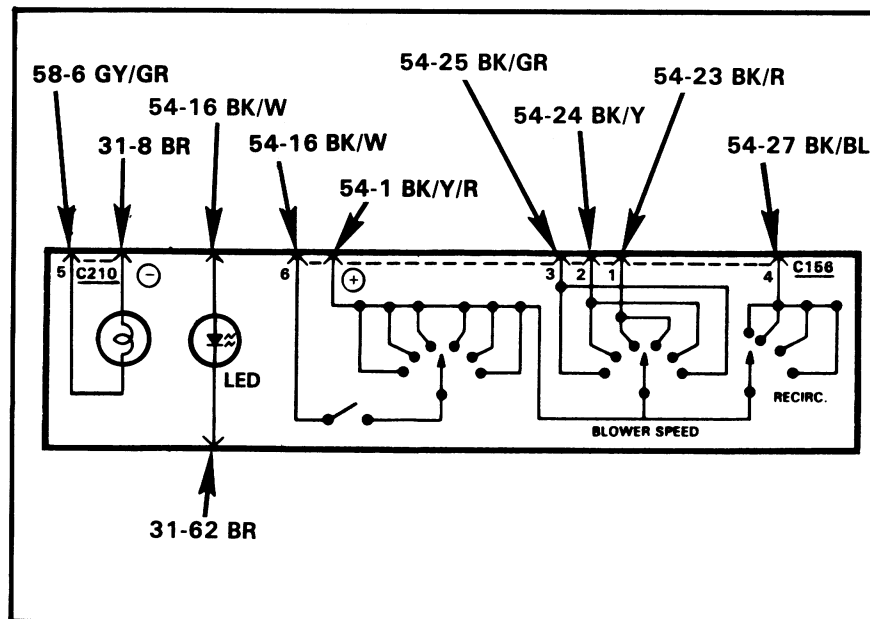 58-6 GY/GR
54-16 BK/W
31-8 BR
54-16 BK/W
54-1 BK/Y/R
54-25 BK/GR
54-24 BK/Y
54-23 BK/R
54-27 BK/BL
5 C210 − 6 + 3 2 1 4 C156
LED
RECIRC.
BLOWER SPEED
31-62 BR